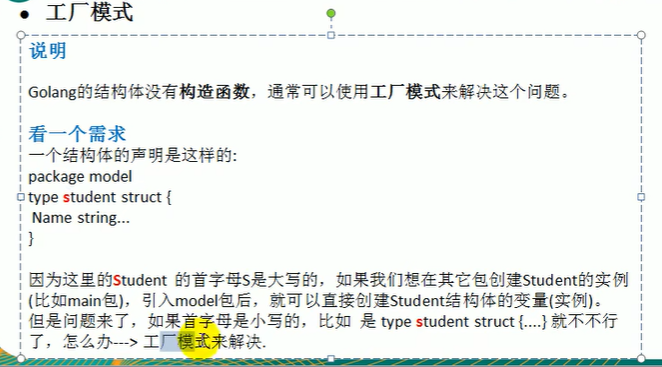 ● 工厂模式
说明
Golang的结构体没有构造函数，通常可以使用工厂模式来解决这个问题。
看一个需求
一个结构体的声明是这样的:
package model
type student struct {
Name string...
}
因为这里的Student 的首字母S是大写的，如果我们想在其它包创建Student的实例
(比如main包)，引入model包后，就可以直接创建Student结构体的变量(实例)。
但是问题来了，如果首字母是小写的，比如 是 type student struct {....} 就不不行
了，怎么办---> 工厂模式来解决.